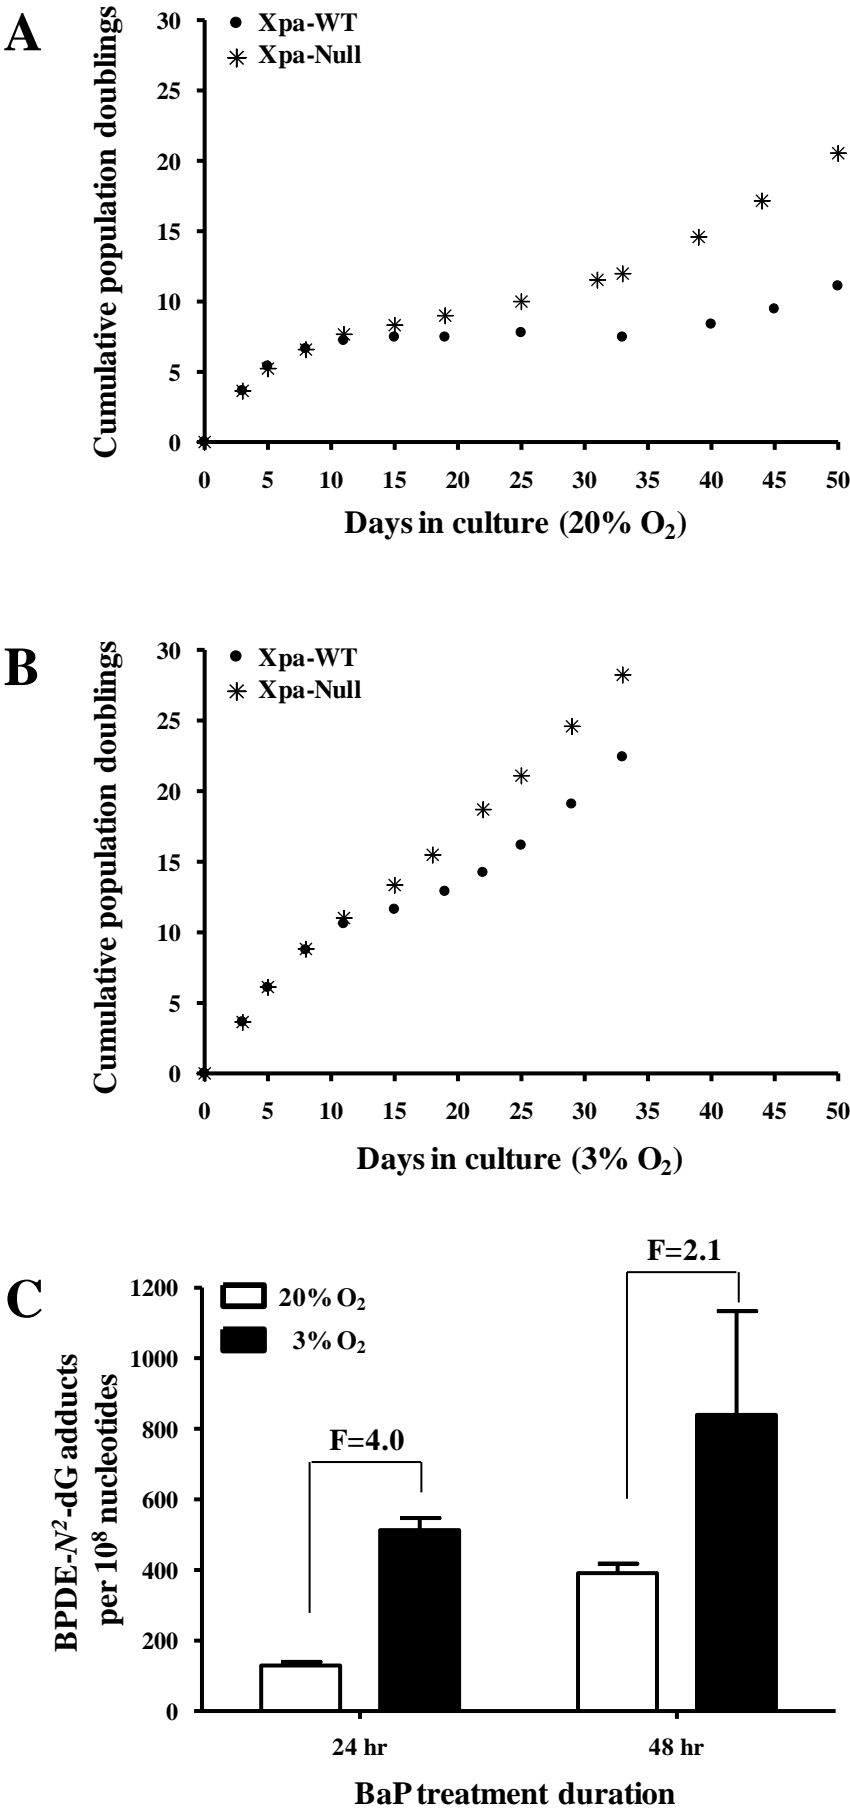 A
Cumulative population doublings
30
25
20
15
10
5
0
Xpa-WT
Xpa-Null
0 5 10 15 20 25 30 35 40 45 50
Days in culture (20% O₂)
B
Cumulative population doublings
30
25
20
15
10
5
0
Xpa-WT
Xpa-Null
0 5 10 15 20 25 30 35 40 45 50
Days in culture (3% O₂)
C
BPDE-N²-dG adducts
per 10⁸ nucleotides
1200
1000
800
600
400
200
0
20% O₂
3% O₂
F=4.0
F=2.1
24 hr 48 hr
BaP treatment duration